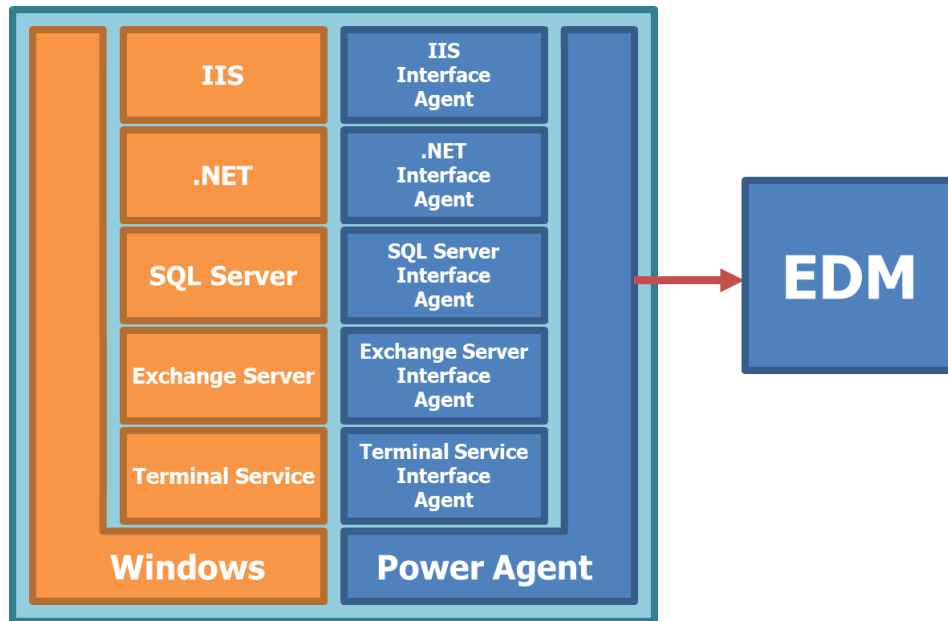 IIS
IIS
Interface
Agent
.NET
.NET
Interface
Agent
SQL Server
SQL Server
Interface
Agent
EDM
Exchange Server
Exchange Server
Interface
Agent
Terminal Service
Terminal Service
Interface
Agent
Windows
Power Agent